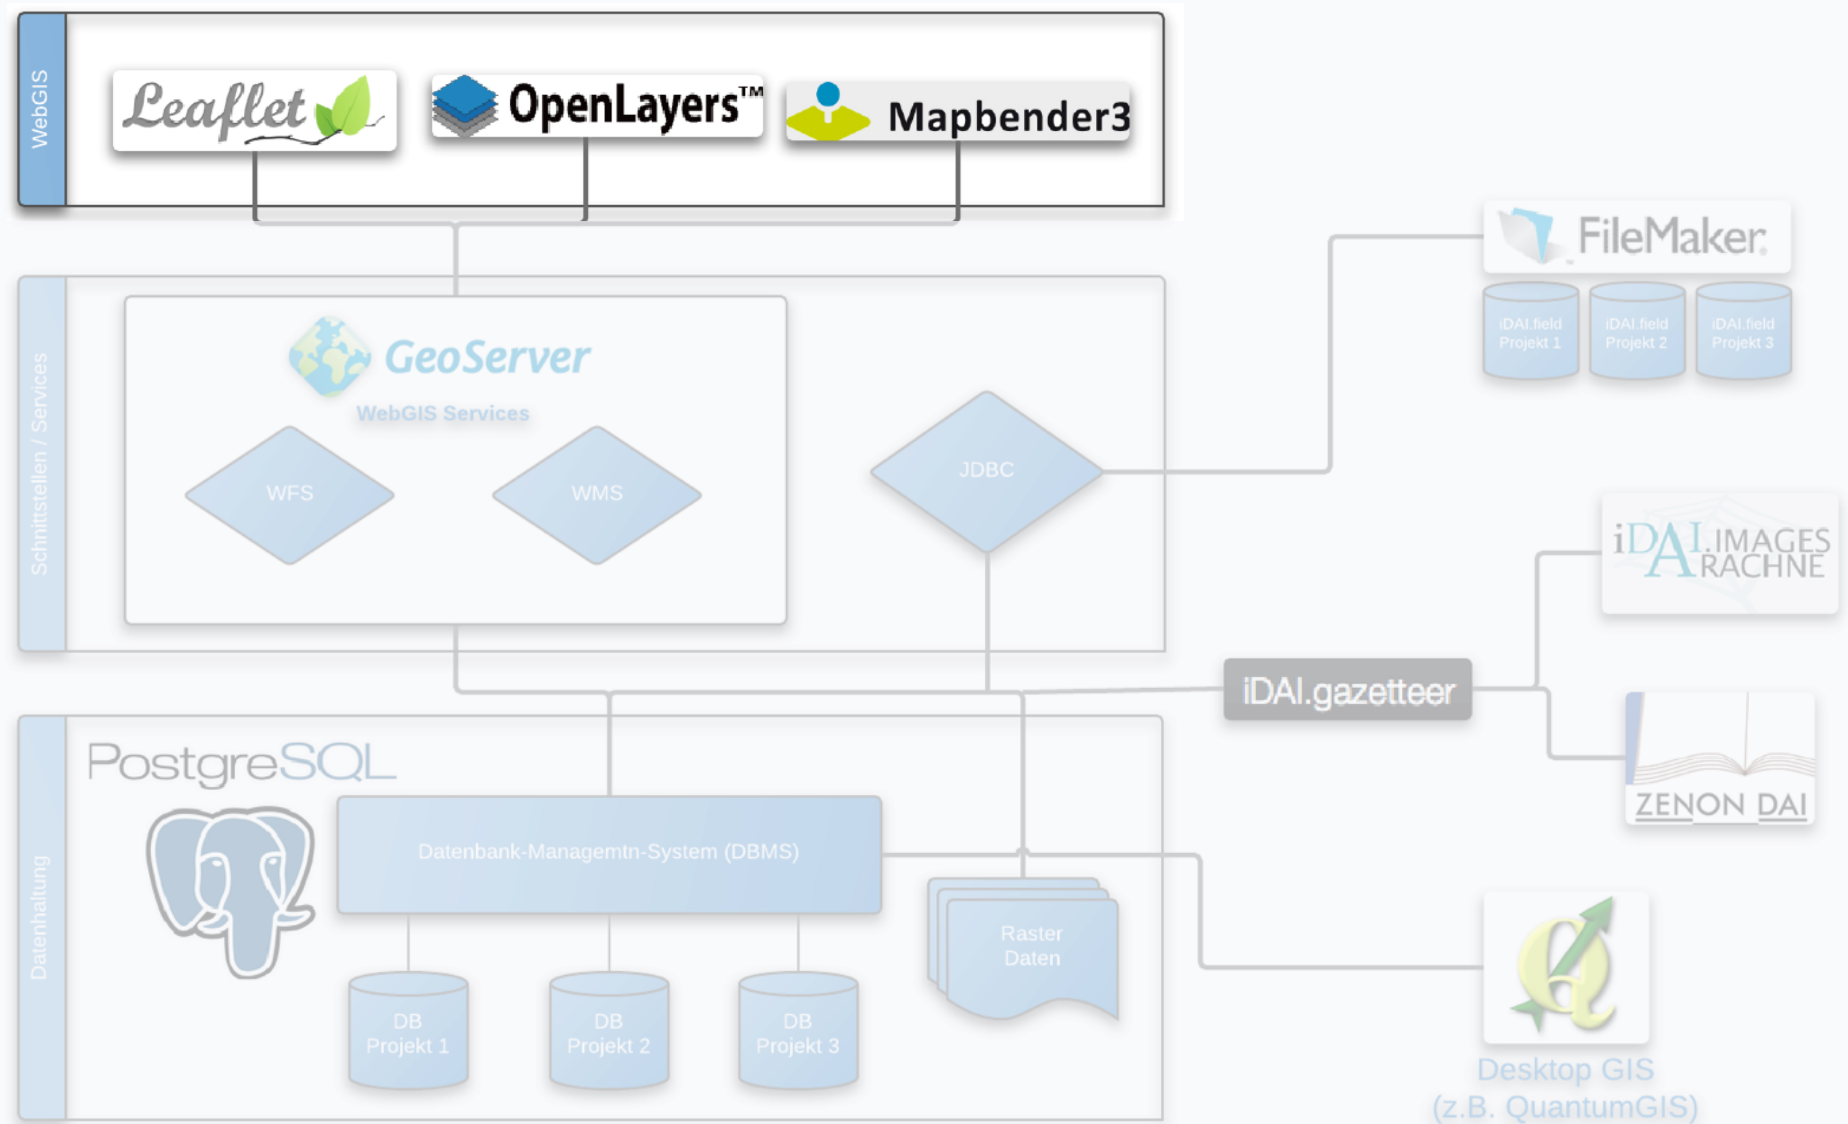 WebGIS
Leaflet
OpenLayers™
Mapbender3
Schnittstellen / Services
GeoServer
WebGIS Services
WFS
WMS
JDBC
FileMaker
iDAI.field
Projekt 1
iDAI.field
Projekt 2
iDAI.field
Projekt 3
iDAI.IMAGES
ARACHNE
iDAI.gazetteer
ZENON DAI
Datenhaltung
PostgreSQL
Datenbank-Managemtn-System (DBMS)
DB
Projekt 1
DB
Projekt 2
DB
Projekt 3
Raster
Daten
Desktop GIS
(z.B. QuantumGIS)